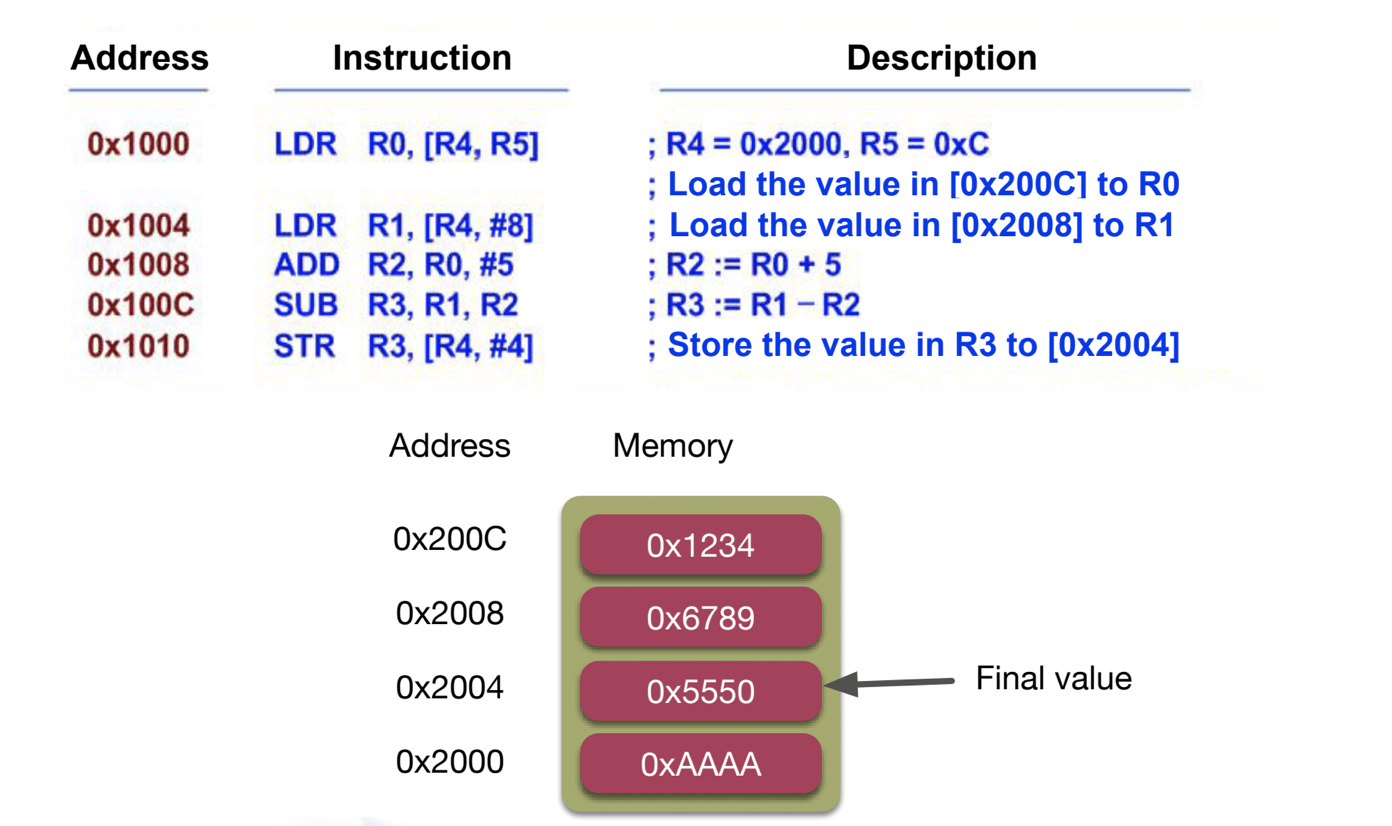 Address Instruction Description
0x1000 LDR R0, [R4, R5] ; R4 = 0x2000, R5 = 0xC
; Load the value in [0x200C] to R0
0x1004 LDR R1, [R4, #8] ; Load the value in [0x2008] to R1
0x1008 ADD R2, R0, #5 ; R2 := R0 + 5
0x100C SUB R3, R1, R2 ; R3 := R1 − R2
0x1010 STR R3, [R4, #4] ; Store the value in R3 to [0x2004]
Address Memory
0x200C 0x1234
0x2008 0x6789
0x2004 0x5550 Final value
0x2000 0xAAAA